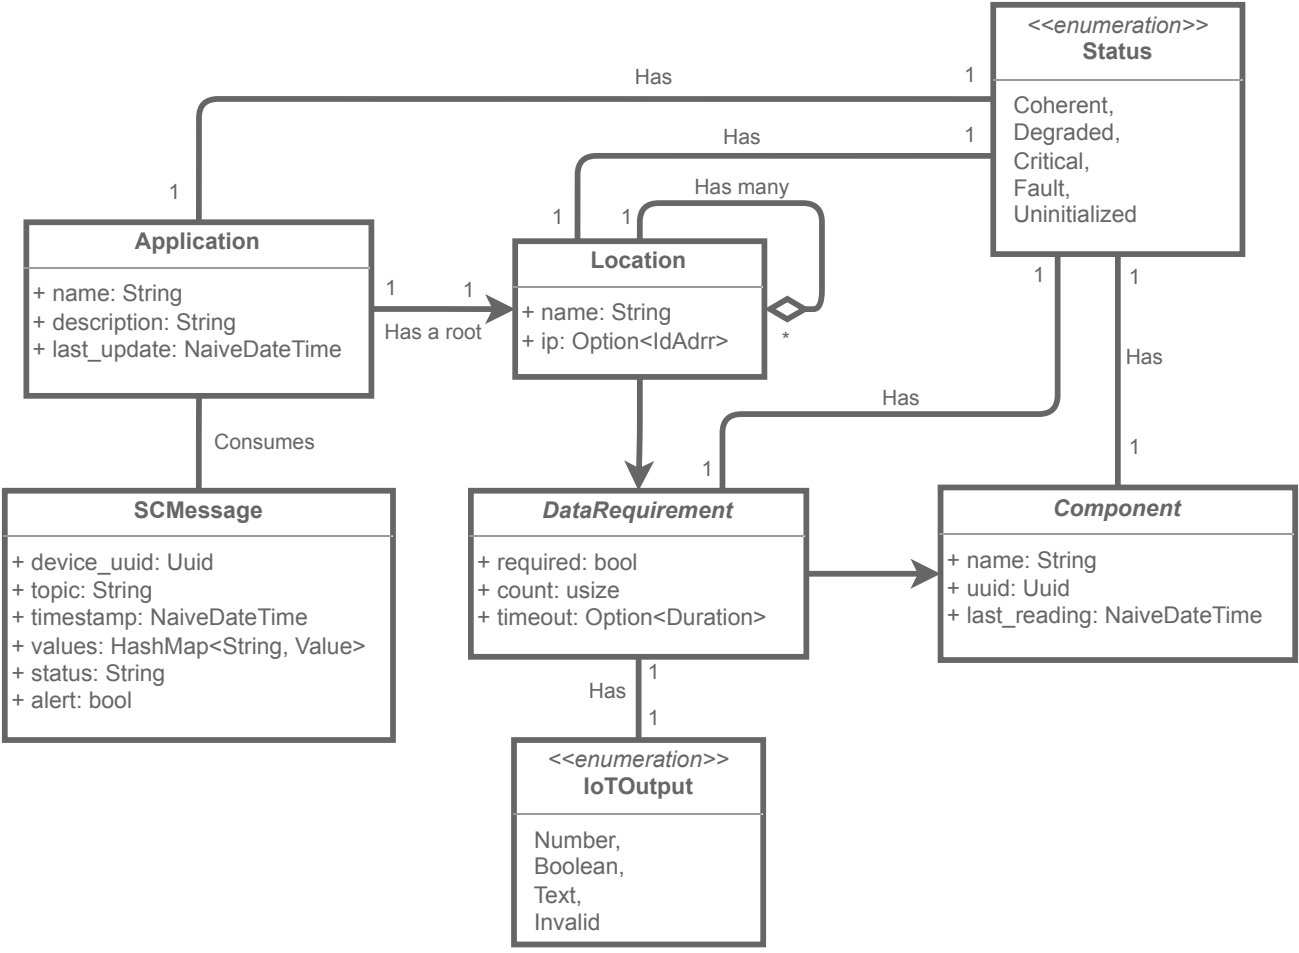 <<enumeration>>
Status
Coherent,
Degraded,
Critical,
Fault,
Uninitialized
Has
1
1
Has
1
1
Has many
1
*
Application
+ name: String
+ description: String
+ last_update: NaiveDateTime
1
1
Has a root
Location
+ name: String
+ ip: Option<IdAdrr>
1
Has
1
1
Has
1
Consumes
SCMessage
+ device_uuid: Uuid
+ topic: String
+ timestamp: NaiveDateTime
+ values: HashMap<String, Value>
+ status: String
+ alert: bool
DataRequirement
+ required: bool
+ count: usize
+ timeout: Option<Duration>
Component
+ name: String
+ uuid: Uuid
+ last_reading: NaiveDateTime
1
Has
1
<<enumeration>>
IoTOutput
Number,
Boolean,
Text,
Invalid